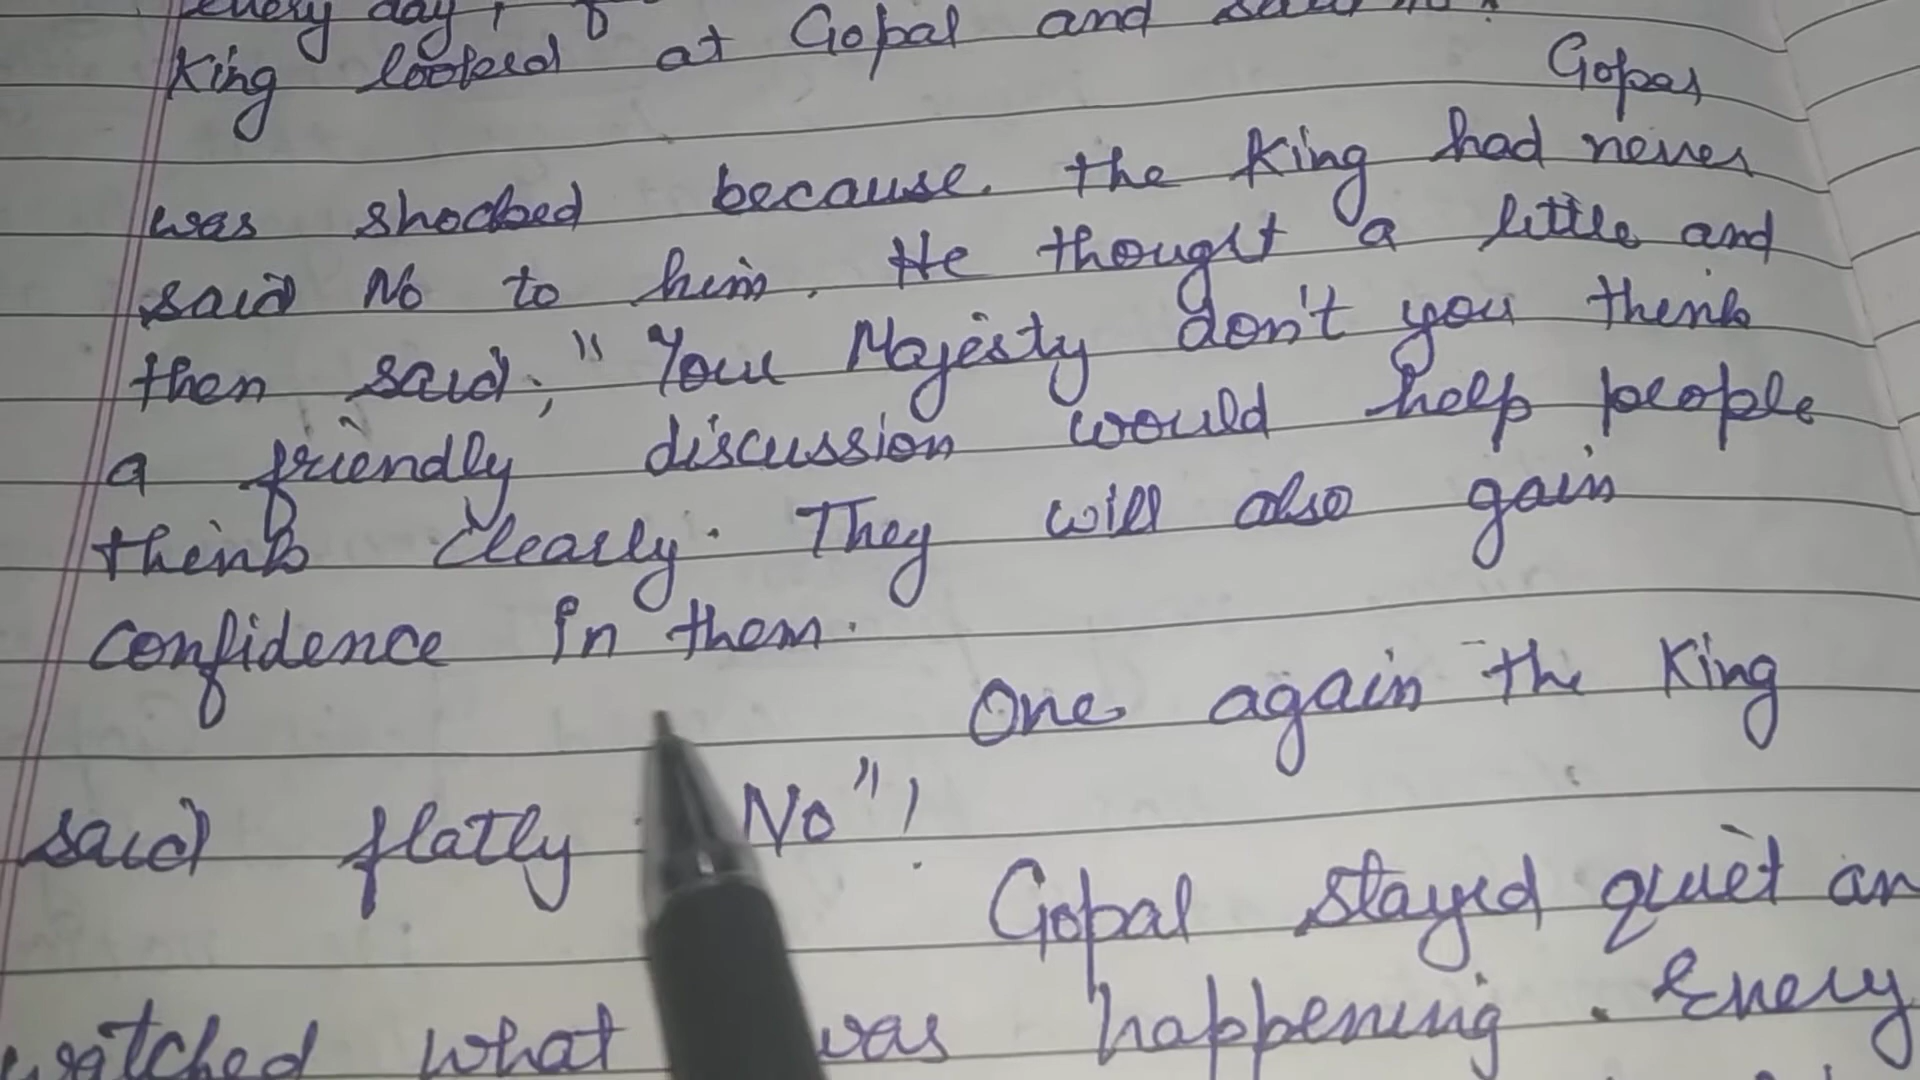 every day,
King looked at Gopal and said
Gopal
was shocked because. the King had never
said No to him. He thought a little and
then said, "Your Majesty don't you think
a friendly discussion would help people
think clearly. They will also gain
confidence in them.
One again the King
said flatly No",
Gopal stayed quiet an
watched what was happening. Every